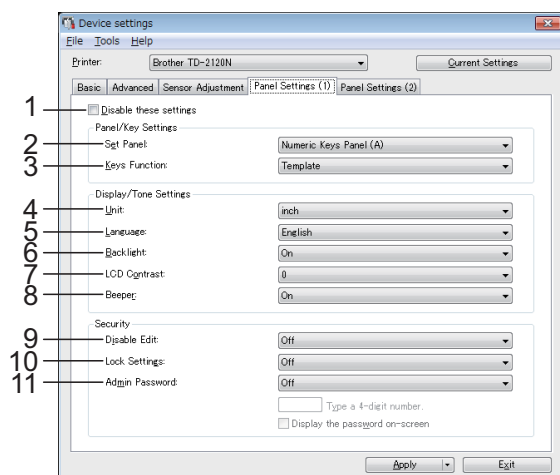 Device settings
File Tools Help
Printer: Brother TD-2120N Current Settings
Basic Advanced Sensor Adjustment Panel Settings (1) Panel Settings (2)
1 Disable these settings
Panel/Key Settings
2 Set Panel: Numeric Keys Panel (A)
3 Keys Function: Template
Display/Tone Settings
4 Unit: inch
5 Language: English
6 Backlight: On
7 LCD Contrast: 0
8 Beeper: On
Security
9 Disable Edit: Off
10 Lock Settings: Off
11 Admin Password: Off
Type a 4-digit number.
Display the password on-screen
Apply Exit